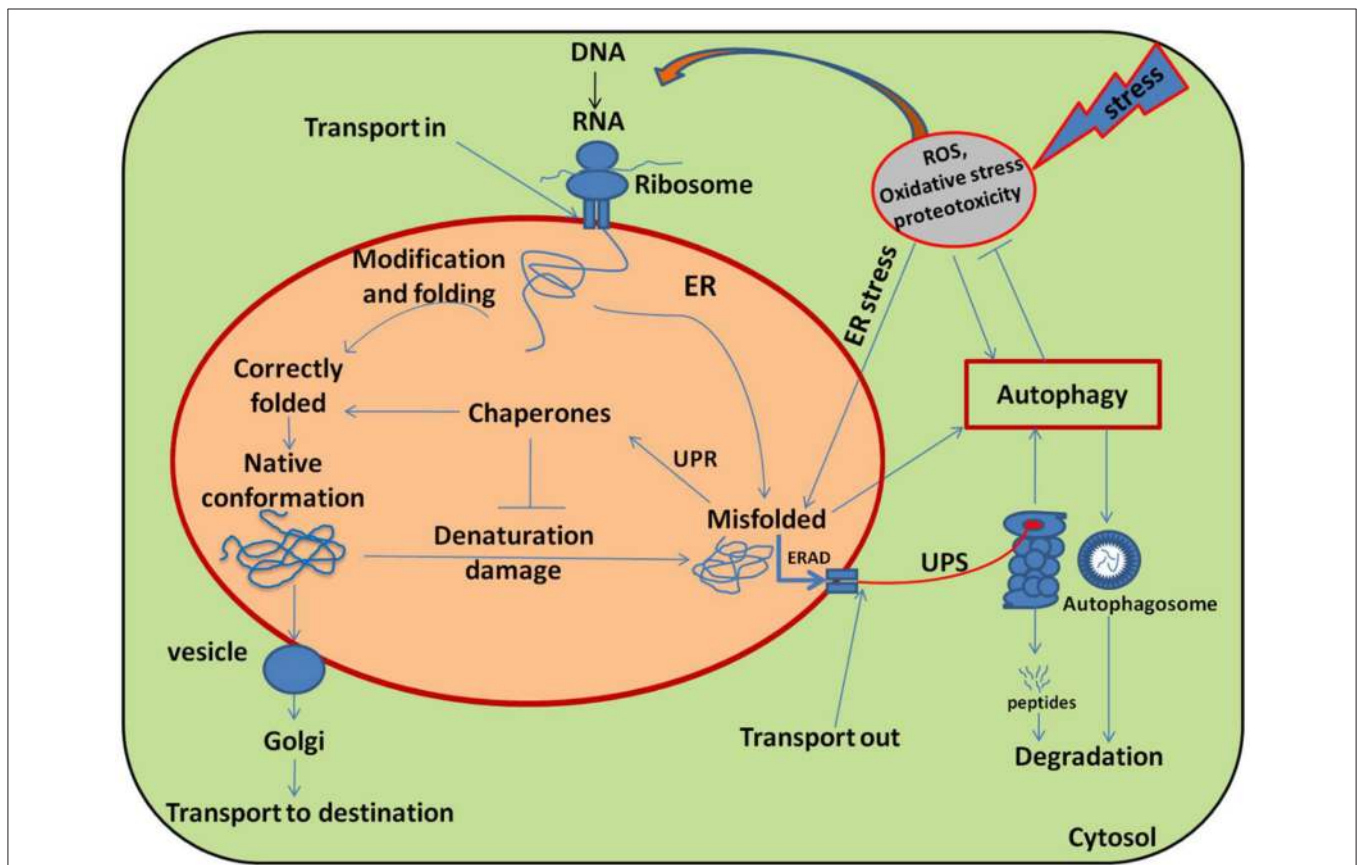 DNA
stress
RNA
Transport in
ROS,
Oxidative stress
proteotoxicity
Ribosome
Modification
and folding
ER
ER stress
Correctly
folded
Chaperones
Autophagy
UPR
Native
conformation
Misfolded
Denaturation
damage
ERAD
UPS
Autophagosome
vesicle
peptides
Golgi
Transport out
Degradation
Transport to destination
Cytosol